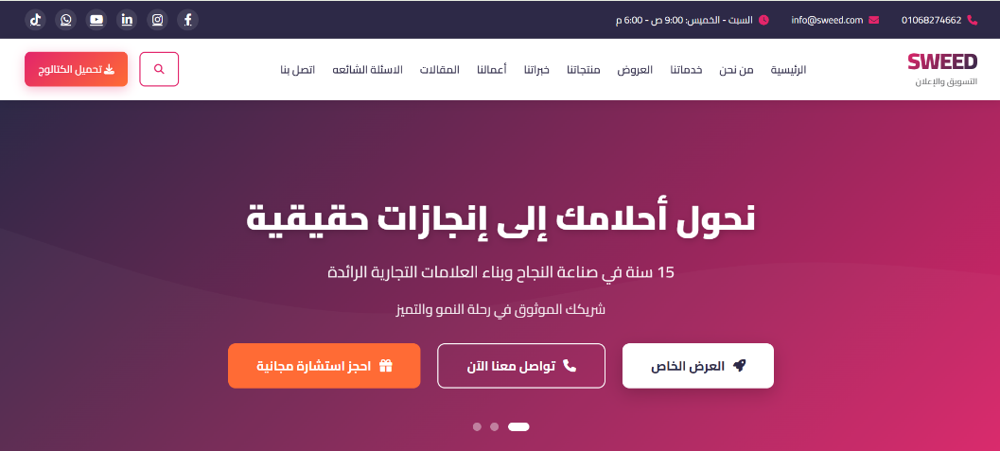 01068274662
info@sweed.com
السبت - الخميس: 9:00 ص - 6:00 م
SWEED
التسويق والإعلان
الرئيسية
من نحن
خدماتنا
العروض
منتجاتنا
خبراتنا
أعمالنا
المقالات
الاسئلة الشائعه
اتصل بنا
تحميل الكتالوج
نحول أحلامك إلى إنجازات حقيقية
15 سنة في صناعة النجاح وبناء العلامات التجارية الرائدة
شريكك الموثوق في رحلة النمو والتميز
العرض الخاص
تواصل معنا الآن
احجز استشارة مجانية